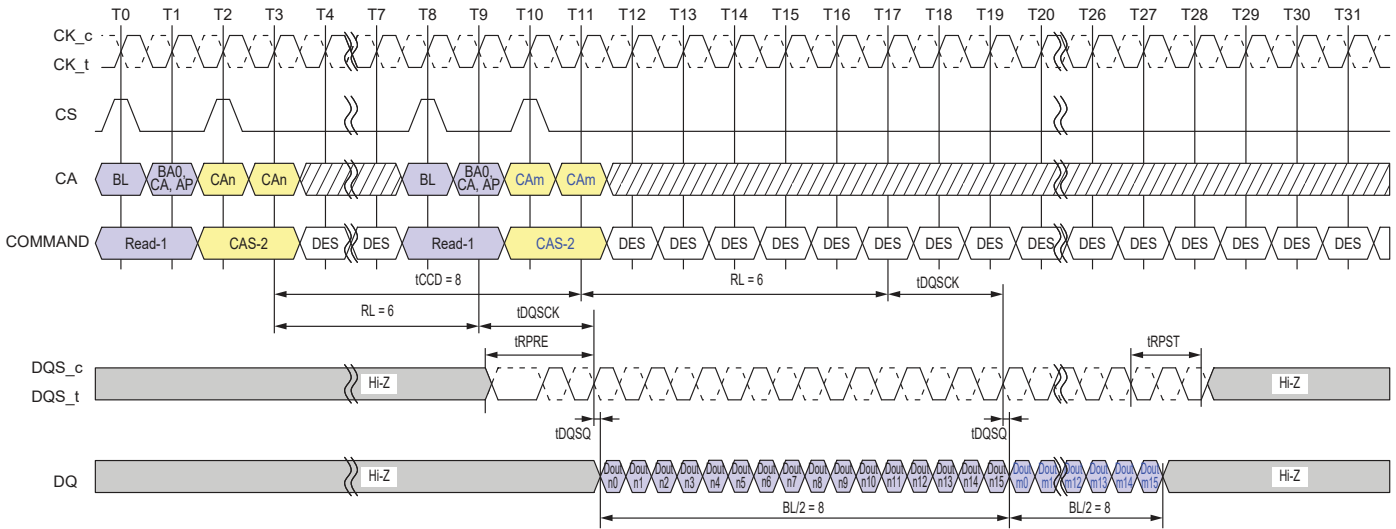 T0 T1 T2 T3 T4 T7 T8 T9 T10 T11 T12 T13 T14 T15 T16 T17 T18 T19 T20 T26 T27 T28 T29 T30 T31
CK_c
CK_t
CS
CA BL BA0, CA, AP CAn CAn BL BA0, CA, AP CAm CAm
COMMAND Read-1 CAS-2 DES DES Read-1 CAS-2 DES DES DES DES DES DES DES DES DES DES DES DES DES DES DES
tCCD = 8 RL = 6 tDQSCK
RL = 6 tDQSCK
tRPRE tRPST
DQS_c
DQS_t Hi-Z Hi-Z
tDQSQ tDQSQ
DQ Hi-Z Dout n0 Dout n1 Dout n2 Dout n3 Dout n4 Dout n5 Dout n6 Dout n7 Dout n8 Dout n9 Dout n10 Dout n11 Dout n12 Dout n13 Dout n14 Dout n15 Dout m0 Dout m1 Dout m12 Dout m13 Dout m14 Dout m15 Hi-Z
BL/2 = 8 BL/2 = 8